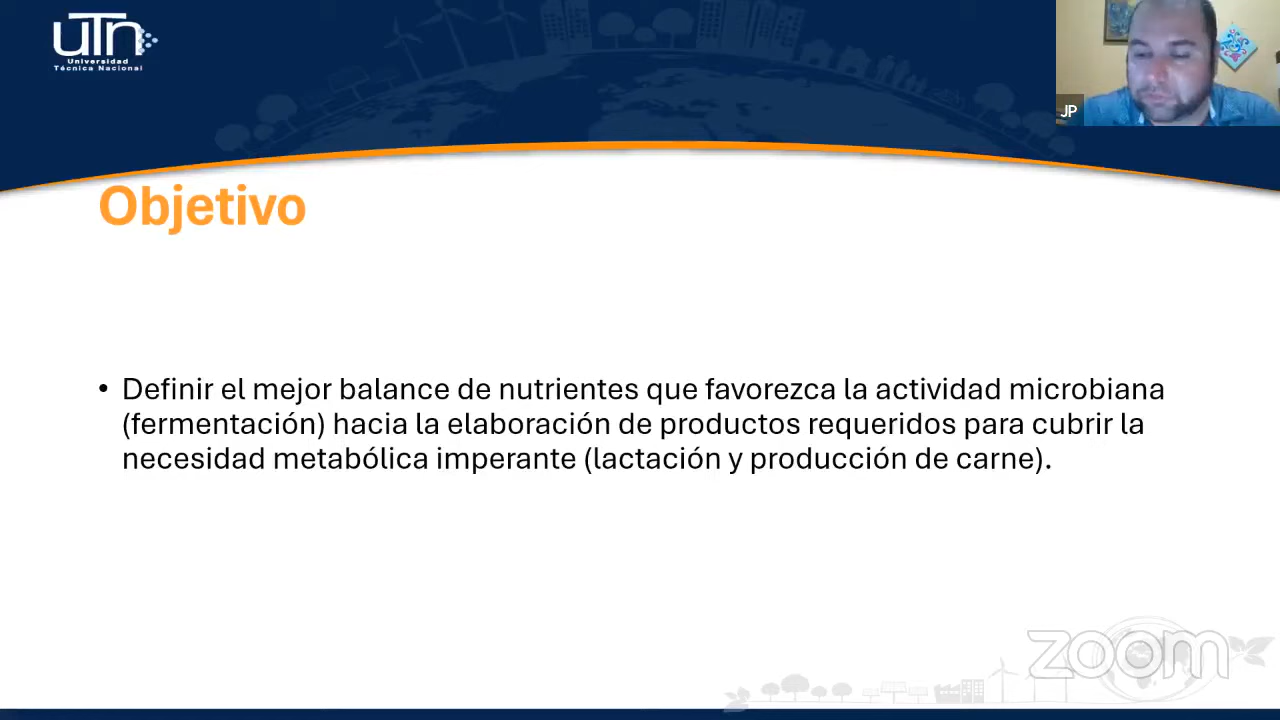 uTn
Universidad
Técnica Nacional
JP
Objetivo
• Definir el mejor balance de nutrientes que favorezca la actividad microbiana
(fermentación) hacia la elaboración de productos requeridos para cubrir la
necesidad metabólica imperante (lactación y producción de carne).
zoom